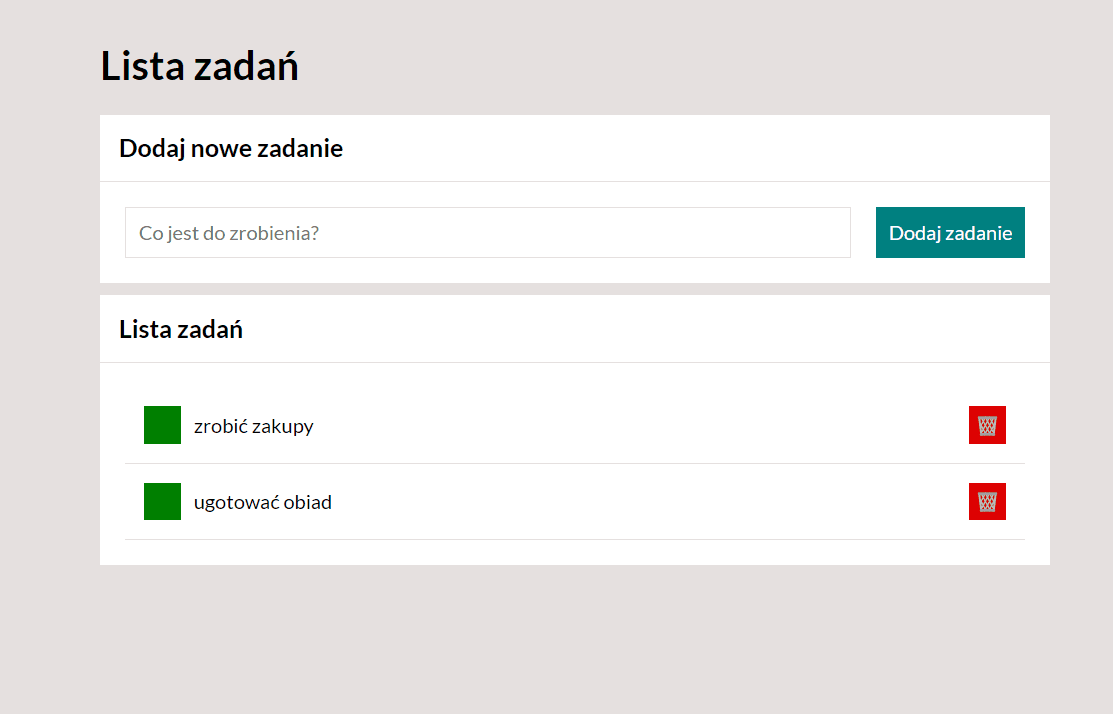 Lista zadań
Dodaj nowe zadanie
Co jest do zrobienia?
Dodaj zadanie
Lista zadań
zrobić zakupy
ugotować obiad